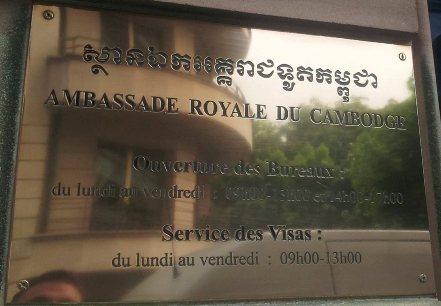 ស្ថានឯកអគ្គរាជទូតកម្ពុជា
AMBASSADE ROYALE DU CAMBODGE
Ouverture des Bureaux :
du lundi au vendredi : 09h00-13h00 et 14h00-17h00
Service des Visas :
du lundi au vendredi : 09h00-13h00